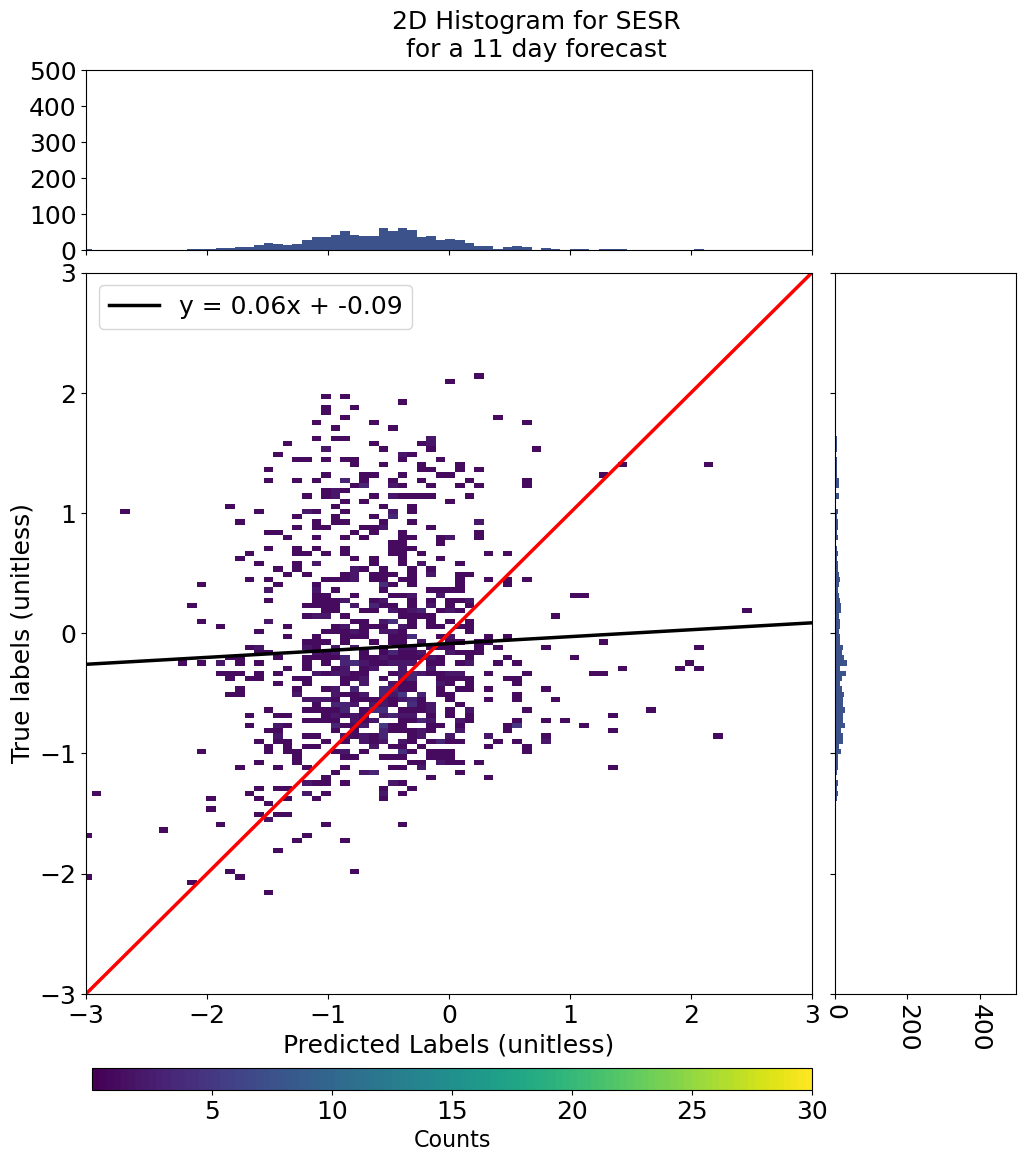 2D Histogram for SESR
for a 11 day forecast
500
400
300
200
100
0
3
2
1
0
−1
−2
−3
True labels (unitless)
y = 0.06x + -0.09
−3 −2 −1 0 1 2 3
Predicted Labels (unitless)
0 200 400
5 10 15 20 25 30
Counts